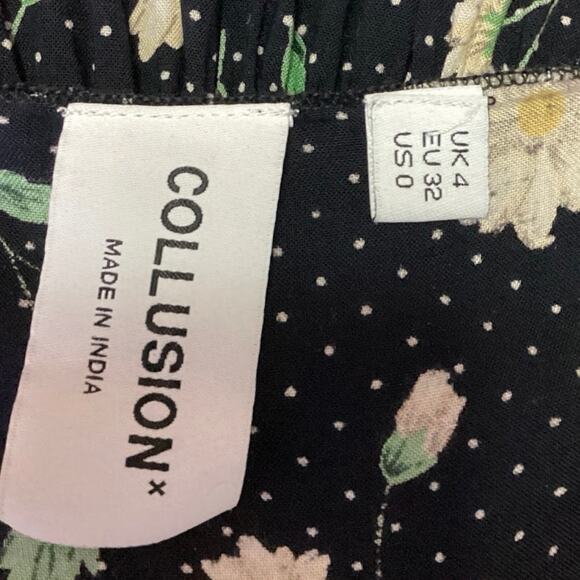 COLLUSION×
MADE IN INDIA
UK 4
EU 32
US 0